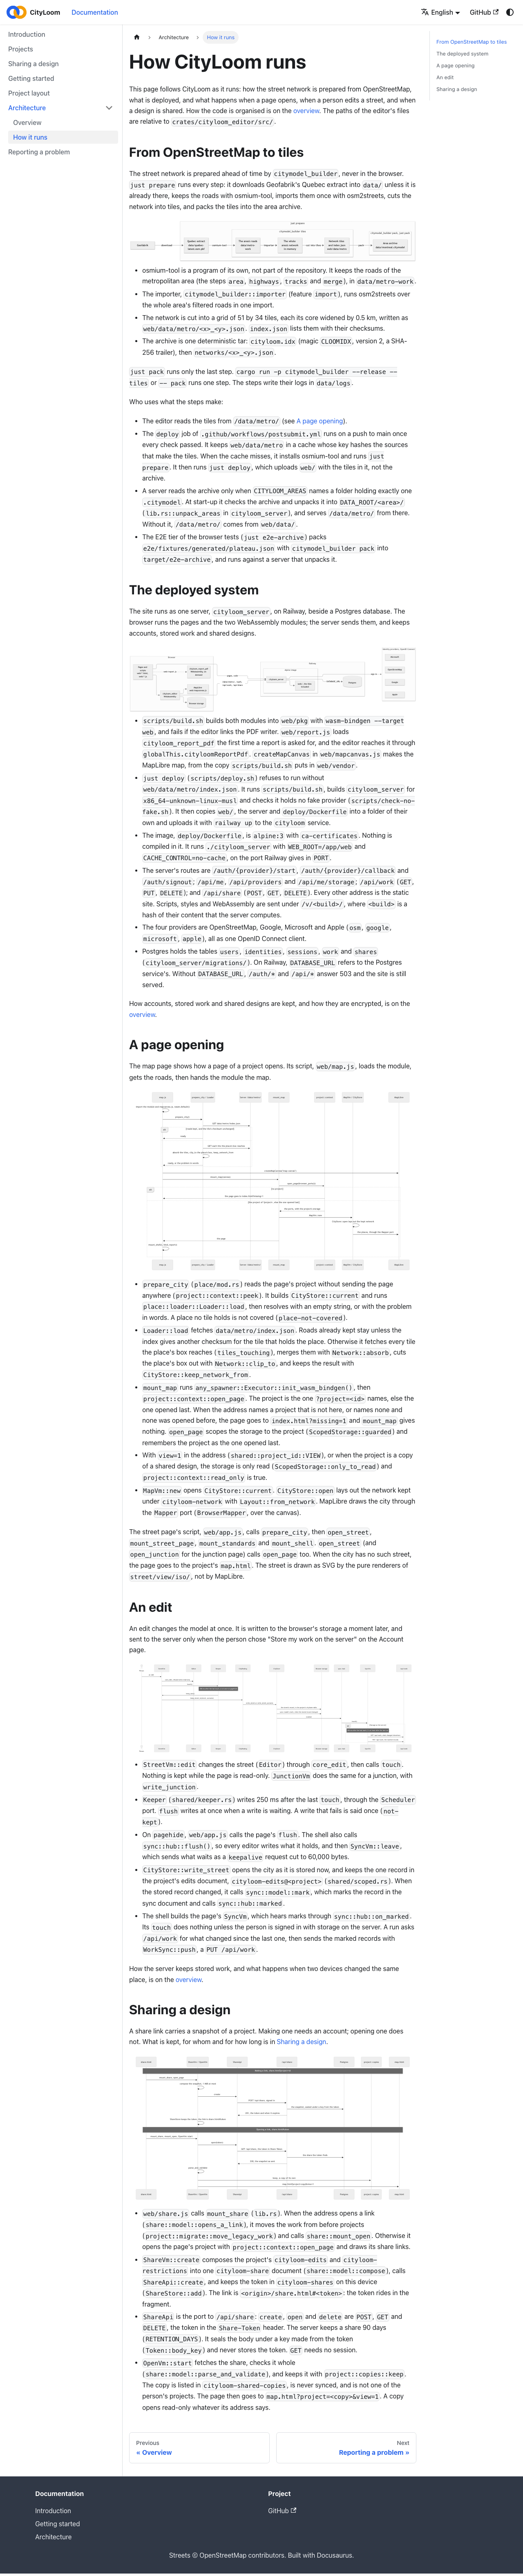 CityLoom
Documentation
English
GitHub
Introduction
Projects
Sharing a design
Getting started
Project layout
Architecture
Overview
How it runs
Reporting a problem
Architecture
How it runs
How CityLoom runs
This page follows CityLoom as it runs: how the street network is prepared from OpenStreetMap,
what is deployed, and what happens when a page opens, when a person edits a street, and when
a design is shared. How the code is organised is on the overview. The paths of the editor's files
are relative to crates/cityloom_editor/src/.
From OpenStreetMap to tiles
The deployed system
A page opening
An edit
Sharing a design
From OpenStreetMap to tiles
The street network is prepared ahead of time by citymodel_builder, never in the browser.
just prepare runs every step: it downloads Geofabrik's Quebec extract into data/ unless it is
already there, keeps the roads with osmium-tool, imports them once with osm2streets, cuts the
network into tiles, and packs the tiles into the area archive.
osmium-tool is a program of its own, not part of the repository. It keeps the roads of the
metropolitan area (the steps area, highways, tracks and merge), in data/metro-work.
The importer, citymodel_builder::importer (feature import), runs osm2streets over
the whole area's filtered roads in one import.
The network is cut into a grid of 51 by 34 tiles, each its core widened by 0.5 km, written as
web/data/metro/<x>_<y>.json. index.json lists them with their checksums.
The archive is one deterministic tar: cityloom.idx (magic CLOOMIDX, version 2, a SHA-
256 trailer), then networks/<x>_<y>.json.
just pack runs only the last step. cargo run -p citymodel_builder --release --
tiles or -- pack runs one step. The steps write their logs in data/logs.
Who uses what the steps make:
The editor reads the tiles from /data/metro/ (see A page opening).
The deploy job of .github/workflows/postsubmit.yml runs on a push to main once
every check passed. It keeps web/data/metro in a cache whose key hashes the sources
that make the tiles. When the cache misses, it installs osmium-tool and runs just
prepare. It then runs just deploy, which uploads web/ with the tiles in it, not the
archive.
A server reads the archive only when CITYLOOM_AREAS names a folder holding exactly one
.citymodel. At start-up it checks the archive and unpacks it into DATA_ROOT/<area>/
(lib.rs::unpack_areas in cityloom_server), and serves /data/metro/ from there.
Without it, /data/metro/ comes from web/data/.
The E2E tier of the browser tests (just e2e-archive) packs
e2e/fixtures/generated/plateau.json with citymodel_builder pack into
target/e2e-archive, and runs against a server that unpacks it.
The deployed system
The site runs as one server, cityloom_server, on Railway, beside a Postgres database. The
browser runs the pages and the two WebAssembly modules; the server sends them, and keeps
accounts, stored work and shared designs.
scripts/build.sh builds both modules into web/pkg with wasm-bindgen --target
web, and fails if the editor links the PDF writer. web/report.js loads
cityloom_report_pdf the first time a report is asked for, and the editor reaches it through
globalThis.cityloomReportPdf. createMapCanvas in web/mapcanvas.js makes the
MapLibre map, from the copy scripts/build.sh puts in web/vendor.
just deploy (scripts/deploy.sh) refuses to run without
web/data/metro/index.json. It runs scripts/build.sh, builds cityloom_server for
x86_64-unknown-linux-musl and checks it holds no fake provider (scripts/check-no-
fake.sh). It then copies web/, the server and deploy/Dockerfile into a folder of their
own and uploads it with railway up to the cityloom service.
The image, deploy/Dockerfile, is alpine:3 with ca-certificates. Nothing is
compiled in it. It runs ./cityloom_server with WEB_ROOT=/app/web and
CACHE_CONTROL=no-cache, on the port Railway gives in PORT.
The server's routes are /auth/{provider}/start, /auth/{provider}/callback and
/auth/signout; /api/me, /api/providers and /api/me/storage; /api/work (GET,
PUT, DELETE); and /api/share (POST, GET, DELETE). Every other address is the static
site. Scripts, styles and WebAssembly are sent under /v/<build>/, where <build> is a
hash of their content that the server computes.
The four providers are OpenStreetMap, Google, Microsoft and Apple (osm, google,
microsoft, apple), all as one OpenID Connect client.
Postgres holds the tables users, identities, sessions, work and shares
(cityloom_server/migrations/). On Railway, DATABASE_URL refers to the Postgres
service's. Without DATABASE_URL, /auth/* and /api/* answer 503 and the site is still
served.
How accounts, stored work and shared designs are kept, and how they are encrypted, is on the
overview.
A page opening
The map page shows how a page of a project opens. Its script, web/map.js, loads the module,
gets the roads, then hands the module the map.
prepare_city (place/mod.rs) reads the page's project without sending the page
anywhere (project::context::peek). It builds CityStore::current and runs
place::loader::Loader::load, then resolves with an empty string, or with the problem
in words. A place no tile holds is not covered (place-not-covered).
Loader::load fetches data/metro/index.json. Roads already kept stay unless the
index gives another checksum for the tile that holds the place. Otherwise it fetches every tile
the place's box reaches (tiles_touching), merges them with Network::absorb, cuts
the place's box out with Network::clip_to, and keeps the result with
CityStore::keep_network_from.
mount_map runs any_spawner::Executor::init_wasm_bindgen(), then
project::context::open_page. The project is the one ?project=<id> names, else the
one opened last. When the address names a project that is not here, or names none and
none was opened before, the page goes to index.html?missing=1 and mount_map gives
nothing. open_page scopes the storage to the project (ScopedStorage::guarded) and
remembers the project as the one opened last.
With view=1 in the address (shared::project_id::VIEW), or when the project is a copy
of a shared design, the storage is only read (ScopedStorage::only_to_read) and
project::context::read_only is true.
MapVm::new opens CityStore::current. CityStore::open lays out the network kept
under cityloom-network with Layout::from_network. MapLibre draws the city through
the Mapper port (BrowserMapper, over the canvas).
The street page's script, web/app.js, calls prepare_city, then open_street,
mount_street_page, mount_standards and mount_shell. open_street (and
open_junction for the junction page) calls open_page too. When the city has no such street,
the page goes to the project's map.html. The street is drawn as SVG by the pure renderers of
street/view/iso/, not by MapLibre.
An edit
An edit changes the model at once. It is written to the browser's storage a moment later, and
sent to the server only when the person chose "Store my work on the server" on the Account
page.
StreetVm::edit changes the street (Editor) through core_edit, then calls touch.
Nothing is kept while the page is read-only. JunctionVm does the same for a junction, with
write_junction.
Keeper (shared/keeper.rs) writes 250 ms after the last touch, through the Scheduler
port. flush writes at once when a write is waiting. A write that fails is said once (not-
kept).
On pagehide, web/app.js calls the page's flush. The shell also calls
sync::hub::flush(), so every editor writes what it holds, and then SyncVm::leave,
which sends what waits as a keepalive request cut to 60,000 bytes.
CityStore::write_street opens the city as it is stored now, and keeps the one record in
the project's edits document, cityloom-edits@<project> (shared/scoped.rs). When
the stored record changed, it calls sync::model::mark, which marks the record in the
sync document and calls sync::hub::marked.
The shell builds the page's SyncVm, which hears marks through sync::hub::on_marked.
Its touch does nothing unless the person is signed in with storage on the server. A run asks
/api/work for what changed since the last one, then sends the marked records with
WorkSync::push, a PUT /api/work.
How the server keeps stored work, and what happens when two devices changed the same
place, is on the overview.
Sharing a design
A share link carries a snapshot of a project. Making one needs an account; opening one does
not. What is kept, for whom and for how long is in Sharing a design.
web/share.js calls mount_share (lib.rs). When the address opens a link
(share::model::opens_a_link), it moves the work from before projects
(project::migrate::move_legacy_work) and calls share::mount_open. Otherwise it
opens the page's project with project::context::open_page and draws its share links.
ShareVm::create composes the project's cityloom-edits and cityloom-
restrictions into one cityloom-share document (share::model::compose), calls
ShareApi::create, and keeps the token in cityloom-shares on this device
(ShareStore::add). The link is <origin>/share.html#<token>: the token rides in the
fragment.
ShareApi is the port to /api/share: create, open and delete are POST, GET and
DELETE, the token in the Share-Token header. The server keeps a share 90 days
(RETENTION_DAYS). It seals the body under a key made from the token
(Token::body_key) and never stores the token. GET needs no session.
OpenVm::start fetches the share, checks it whole
(share::model::parse_and_validate), and keeps it with project::copies::keep.
The copy is listed in cityloom-shared-copies, is never synced, and is not one of the
person's projects. The page then goes to map.html?project=<copy>&view=1. A copy
opens read-only whatever its address says.
Previous
« Overview
Next
Reporting a problem »
Documentation
Introduction
Getting started
Architecture
Project
GitHub
Streets © OpenStreetMap contributors. Built with Docusaurus.